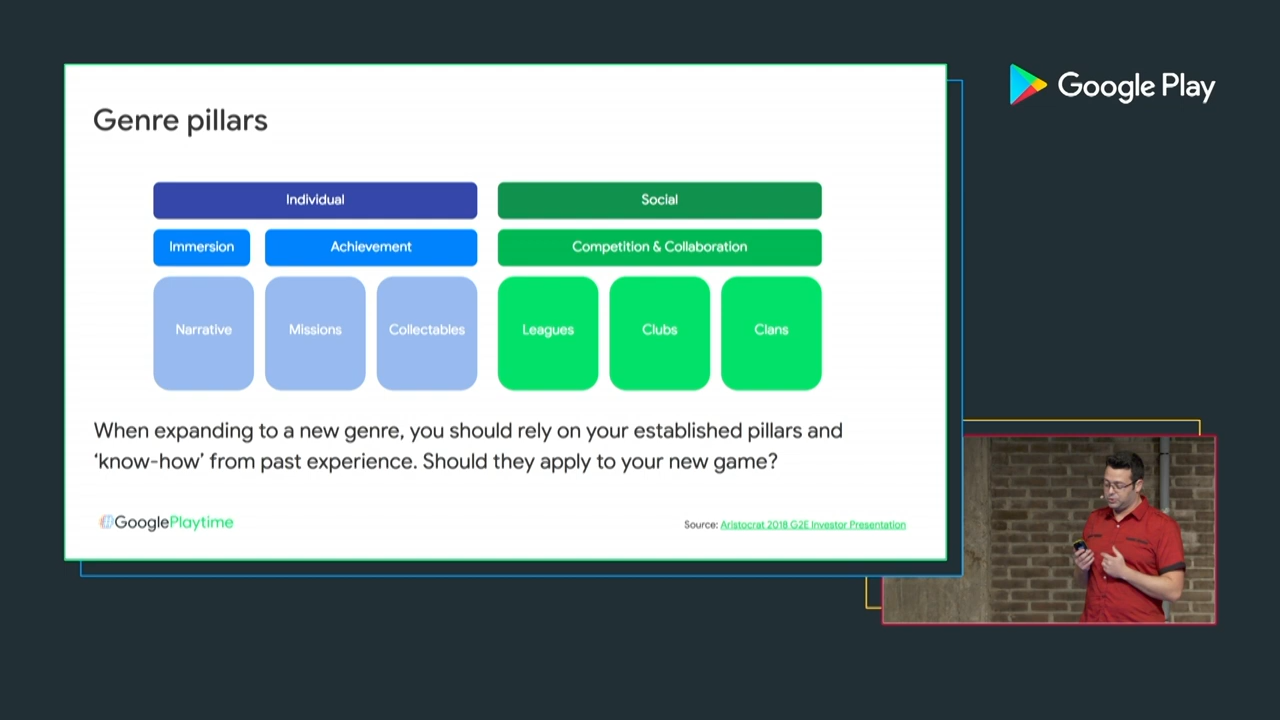 Google Play
Genre pillars
Individual
Social
Immersion
Achievement
Competition & Collaboration
Narrative
Missions
Collectables
Leagues
Clubs
Clans
When expanding to a new genre, you should rely on your established pillars and
‘know-how’ from past experience. Should they apply to your new game?
GooglePlaytime
Source: Aristocrat 2018 G2E Investor Presentation